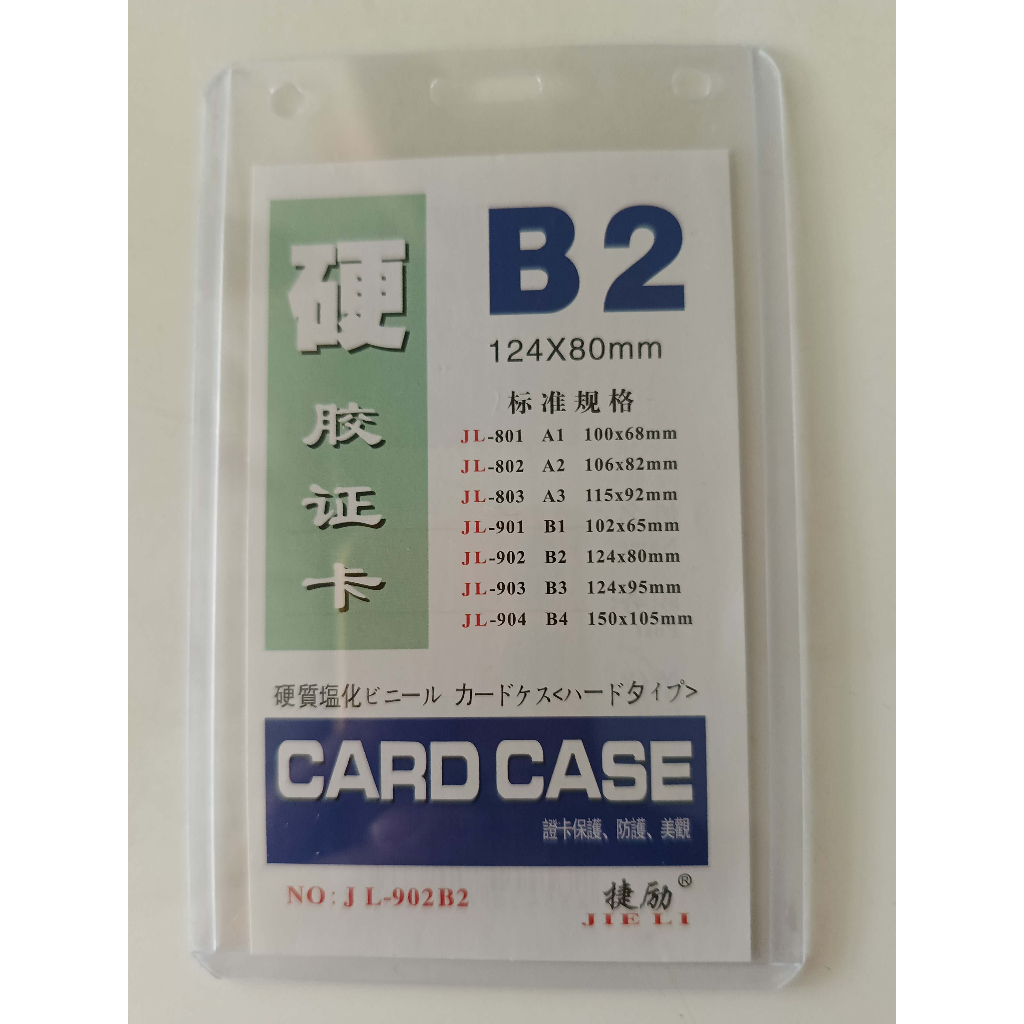 硬
胶
证
卡
B2
124X80mm
标准规格
JL-801 A1 100x68mm
JL-802 A2 106x82mm
JL-803 A3 115x92mm
JL-901 B1 102x65mm
JL-902 B2 124x80mm
JL-903 B3 124x95mm
JL-904 B4 150x105mm
硬質塩化ビニール カードケス<ハードタイプ>
CARD CASE
證卡保護、防護、美觀
NO:JL-902B2
捷励®
JIE LI